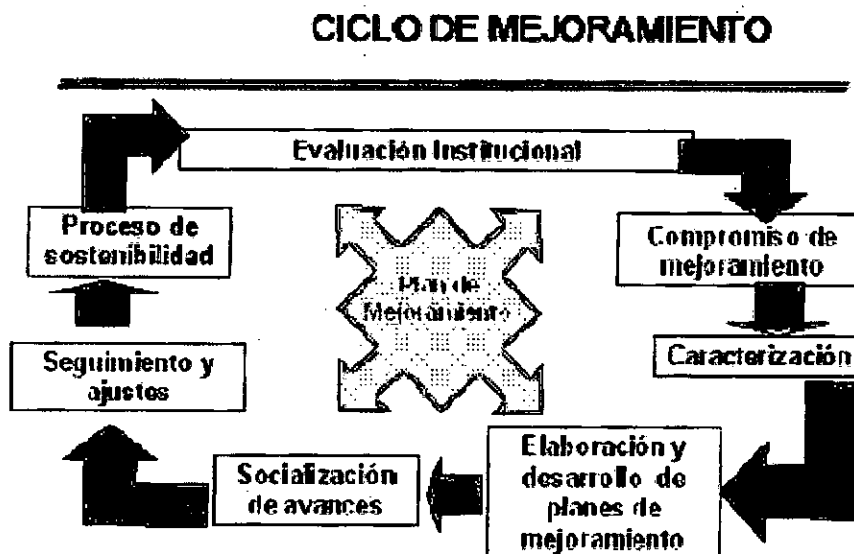 CICLO DE MEJORAMIENTO
Evaluación Institucional
Compromiso de
mejoramiento
Caracterización
Elaboración y
desarrollo de
planes de
mejoramiento
Socialización
de avances
Seguimiento y
ajustes
Proceso de
sostenibilidad
Plan de
Mejoramiento